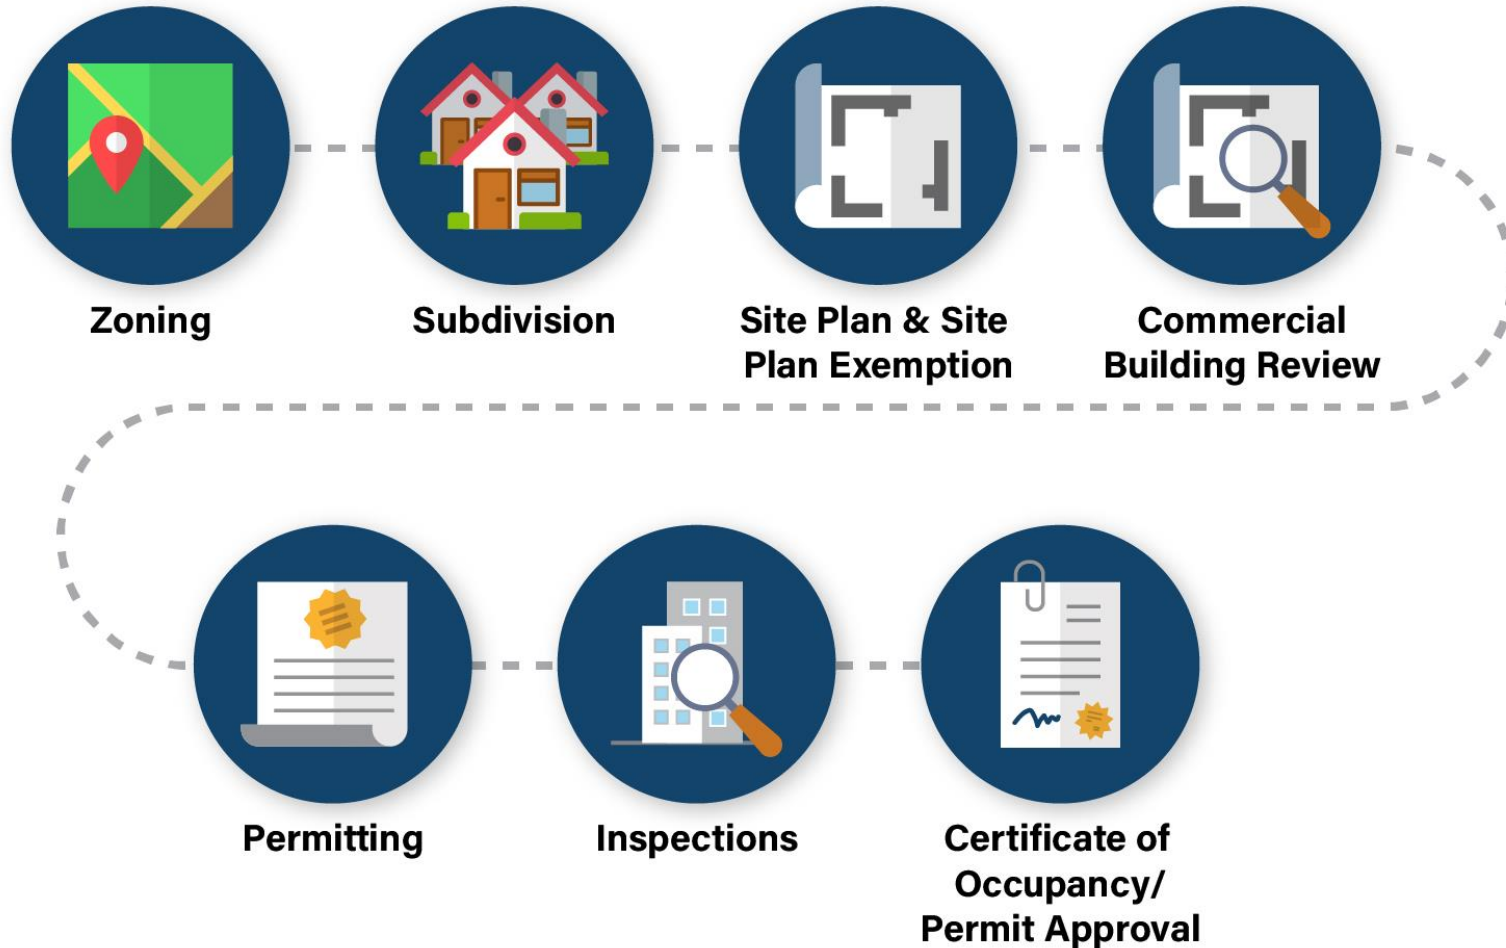 Zoning
Subdivision
Site Plan & Site
Plan Exemption
Commercial
Building Review
Permitting
Inspections
Certificate of
Occupancy/
Permit Approval